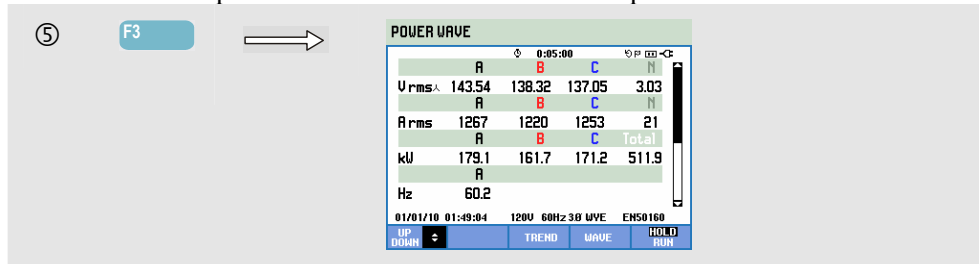 ⑤ F3 POWER WAVE
0:05:00
A B C N
Vrms 143.54 138.32 137.05 3.03
A B C N
Arms 1267 1220 1253 21
A B C Total
kW 179.1 161.7 171.2 511.9
A
Hz 60.2
01/01/10 01:49:04 120V 60Hz 3Ø WYE EN50160
UP DOWN TREND WAVE HOLD RUN